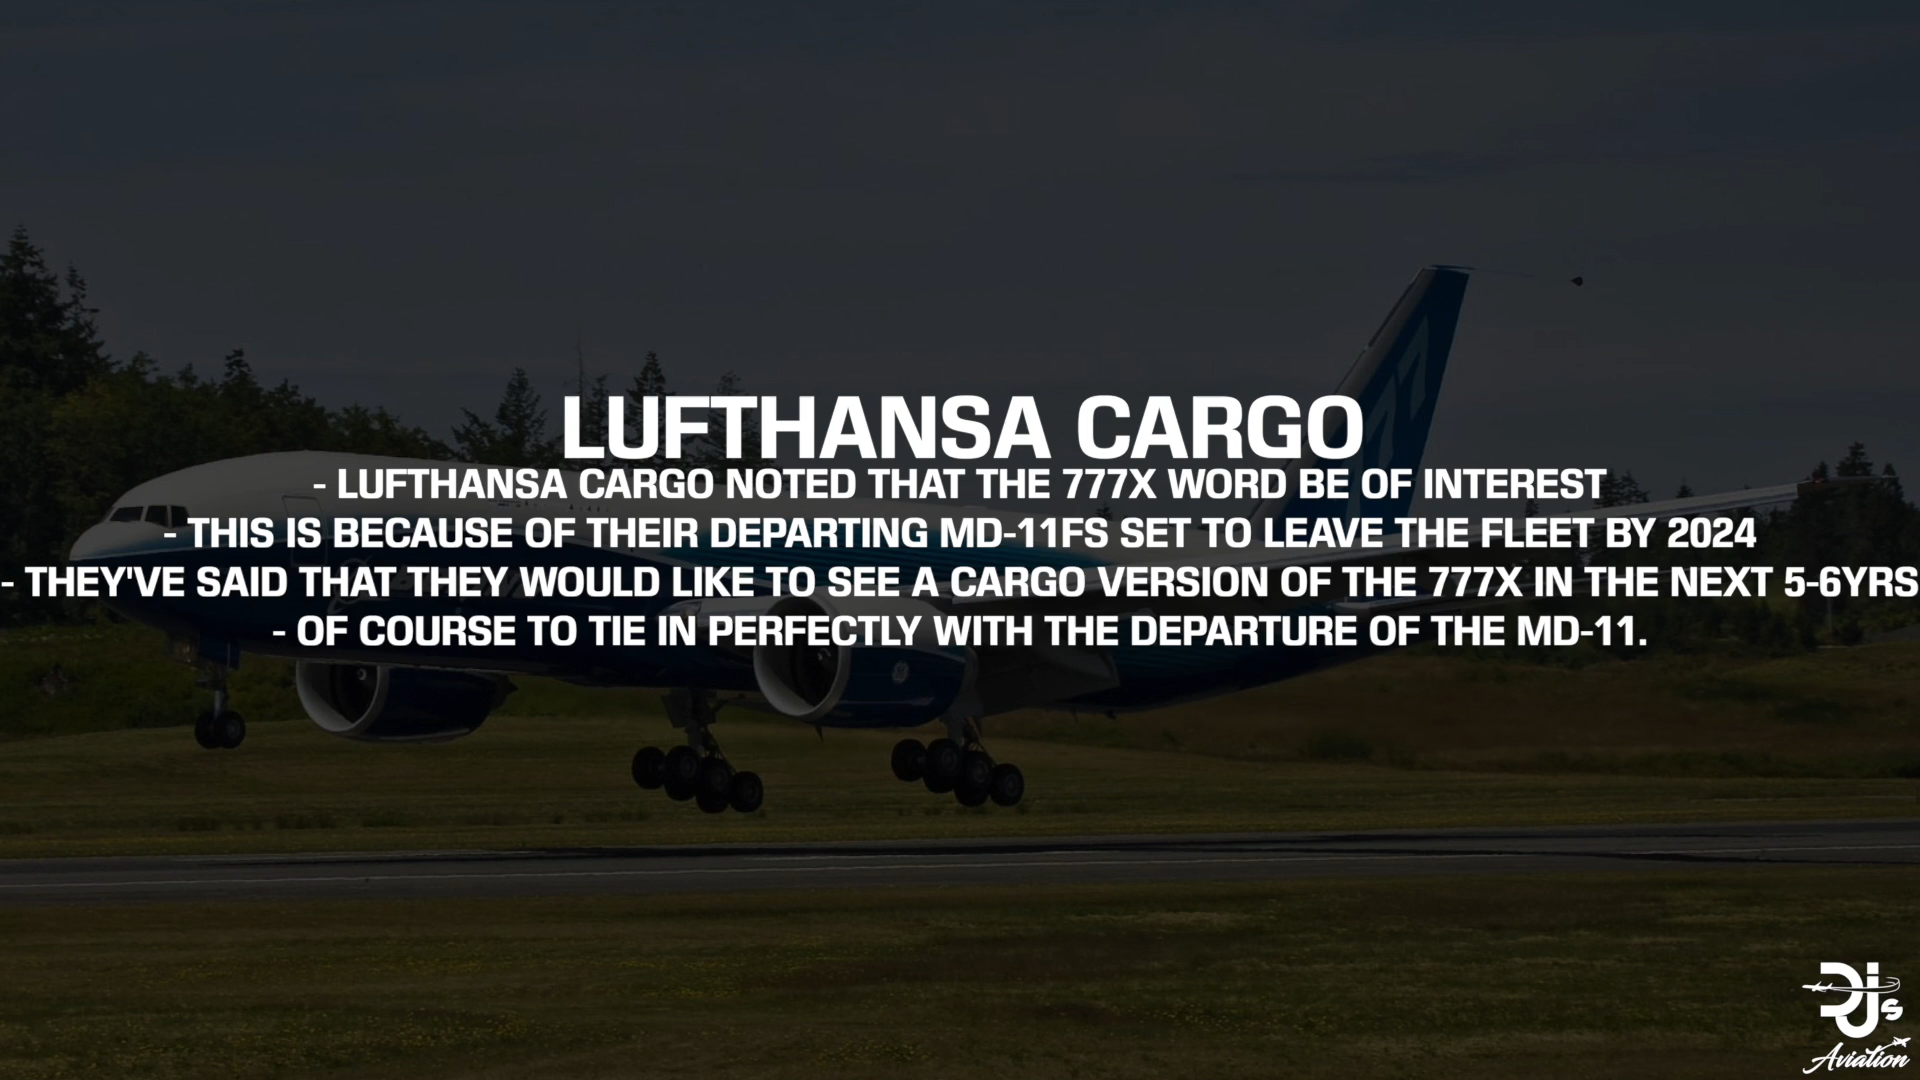 LUFTHANSA CARGO
- LUFTHANSA CARGO NOTED THAT THE 777X WORD BE OF INTEREST
- THIS IS BECAUSE OF THEIR DEPARTING MD-11FS SET TO LEAVE THE FLEET BY 2024
- THEY'VE SAID THAT THEY WOULD LIKE TO SEE A CARGO VERSION OF THE 777X IN THE NEXT 5-6YRS
- OF COURSE TO TIE IN PERFECTLY WITH THE DEPARTURE OF THE MD-11.
DJs
Aviation